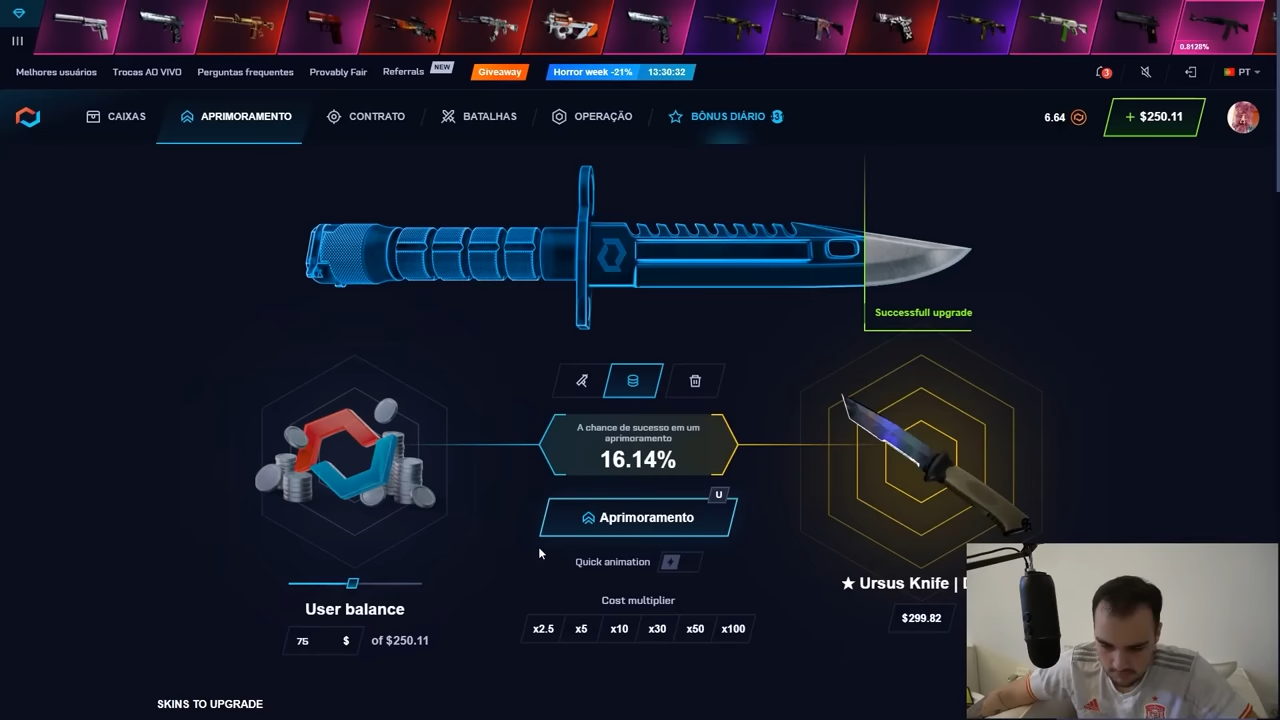 0.8128%
Melhores usuários
Trocas AO VIVO
Perguntas frequentes
Provably Fair
Referrals
NEW
Giveaway
Horror week -21%
13:30:32
3
PT
CAIXAS
APRIMORAMENTO
CONTRATO
BATALHAS
OPERAÇÃO
BÔNUS DIÁRIO
3
6.64
+ $250.11
Successfull upgrade
A chance de sucesso em um
aprimoramento
16.14%
U
Aprimoramento
Quick animation
Cost multiplier
x2.5
x5
x10
x30
x50
x100
User balance
75
$
of $250.11
★ Ursus Knife |
$299.82
SKINS TO UPGRADE